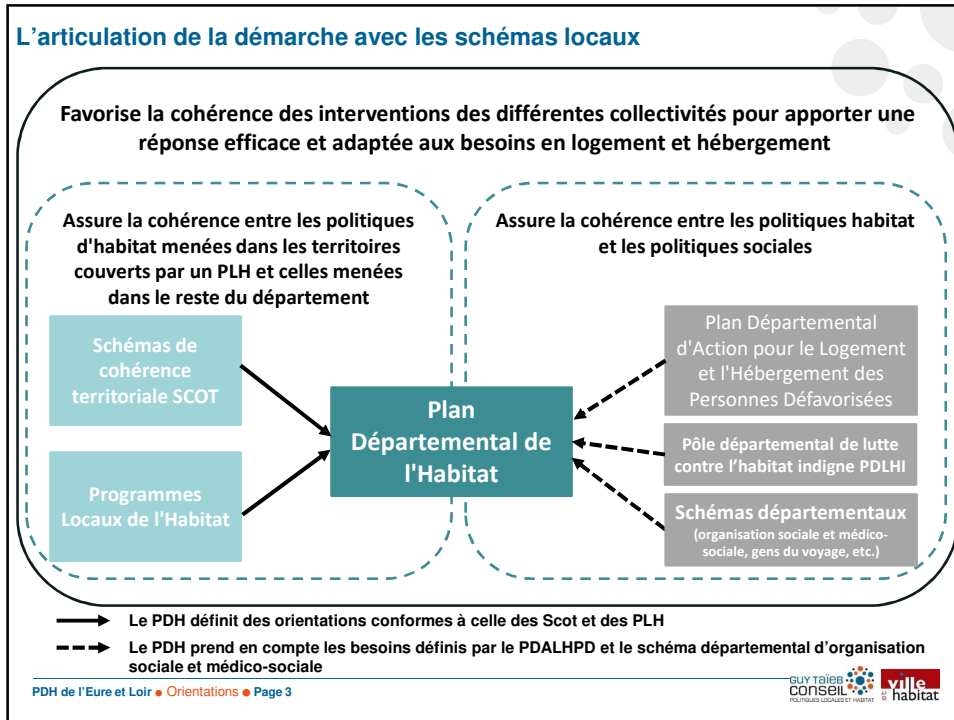 L'articulation de la démarche avec les schémas locaux
Favorise la cohérence des interventions des différentes collectivités pour apporter une
réponse efficace et adaptée aux besoins en logement et hébergement
Assure la cohérence entre les politiques
d'habitat menées dans les territoires
couverts par un PLH et celles menées
dans le reste du département
Assure la cohérence entre les politiques habitat
et les politiques sociales
Schémas de
cohérence
territoriale SCOT
Programmes
Locaux de l'Habitat
Plan
Départemental de
l'Habitat
Plan Départemental
d'Action pour le Logement
et l'Hébergement des
Personnes Défavorisées
Pôle départemental de lutte
contre l'habitat indigne PDLHI
Schémas départementaux
(organisation sociale et médico-
sociale, gens du voyage, etc.)
Le PDH définit des orientations conformes à celle des Scot et des PLH
Le PDH prend en compte les besoins définis par le PDALHPD et le schéma départemental d'organisation
sociale et médico-sociale
PDH de l'Eure et Loir ● Orientations ● Page 3
GUY TAÏEB
CONSEIL
POLITIQUES LOCALES ET HABITAT
ville
et habitat